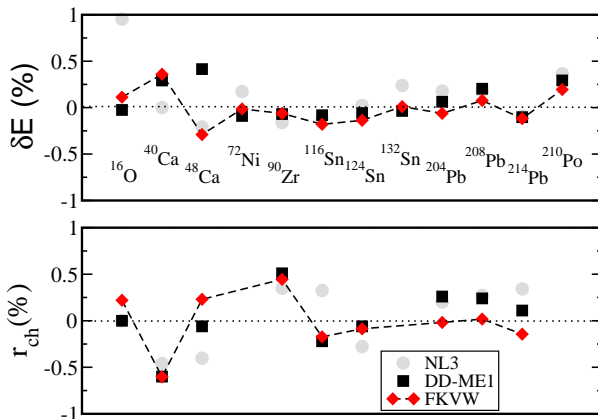 1
0.5
0
-0.5
-1
δE (%)
¹⁶O
⁴⁰Ca
⁴⁸Ca
⁷²Ni
⁹⁰Zr
¹¹⁶Sn
¹²⁴Sn
¹³²Sn
²⁰⁴Pb
²⁰⁸Pb
²¹⁴Pb
²¹⁰Po
1
0.5
0
-0.5
-1
r_ch(%)
NL3
DD-ME1
FKVW